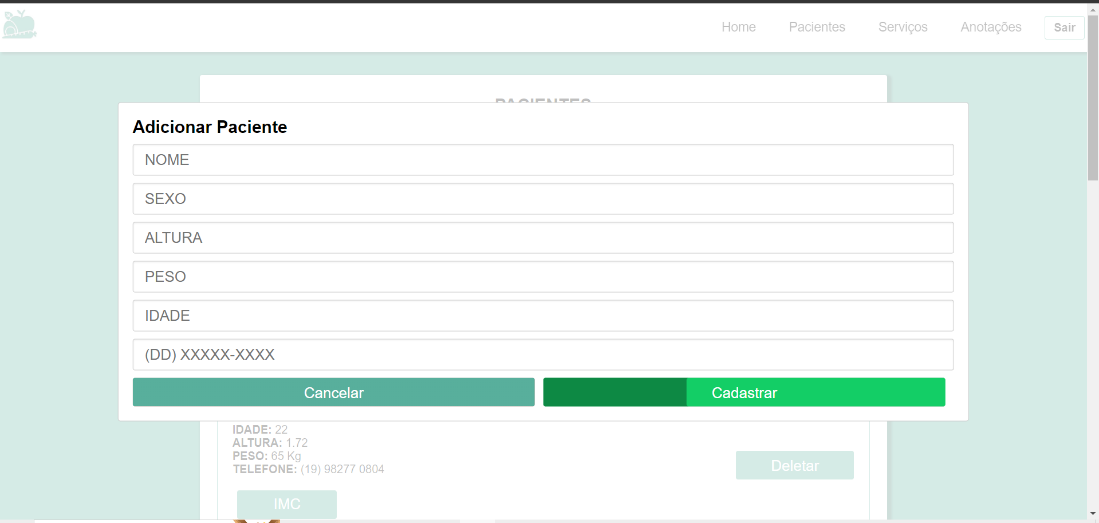 Home Pacientes Serviços Anotações Sair
PACIENTES
Adicionar Paciente
NOME
SEXO
ALTURA
PESO
IDADE
(DD) XXXXX-XXXX
Cancelar Cadastrar
IDADE: 22
ALTURA: 1.72
PESO: 65 Kg
TELEFONE: (19) 98277 0804
Deletar
IMC